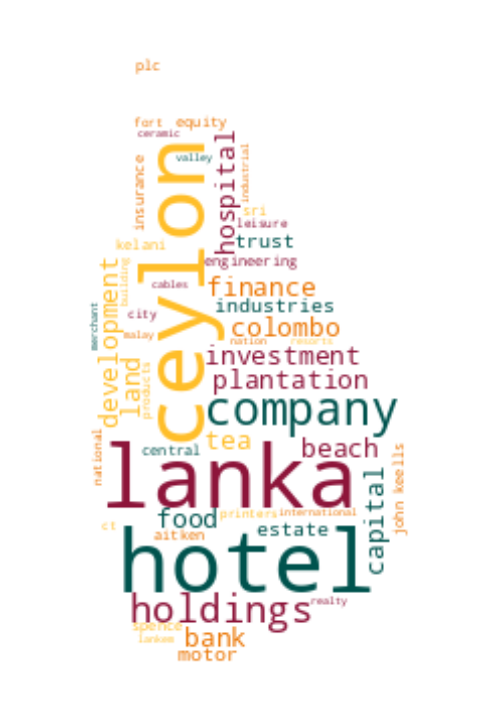 plc
fort equity
ceramic
valley
ceylon
hospital
industrial
insurance
sri
leisure
kelani
trust
engineering
building
development
cables
finance
merchant
industries
city
colombo
malay
nation resorts
investment
land
products
plantation
company
tea
national
central
beach
lanka
john keells
capital
food printers international
ct
estate
aitken
hotel
holdings realty
spence
bank
lankem
motor